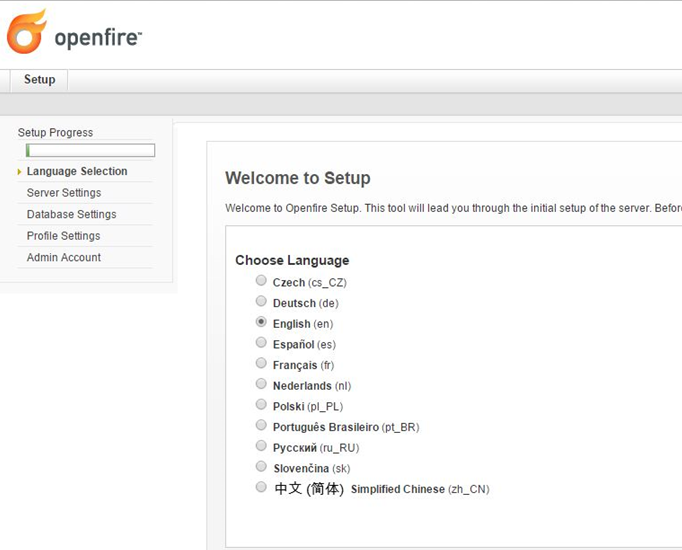 openfire™
Setup
Setup Progress
Language Selection
Server Settings
Database Settings
Profile Settings
Admin Account
Welcome to Setup
Welcome to Openfire Setup. This tool will lead you through the initial setup of the server. Befor
Choose Language
Czech (cs_CZ)
Deutsch (de)
English (en)
Español (es)
Français (fr)
Nederlands (nl)
Polski (pl_PL)
Português Brasileiro (pt_BR)
Русский (ru_RU)
Slovenčina (sk)
中文 (简体) Simplified Chinese (zh_CN)